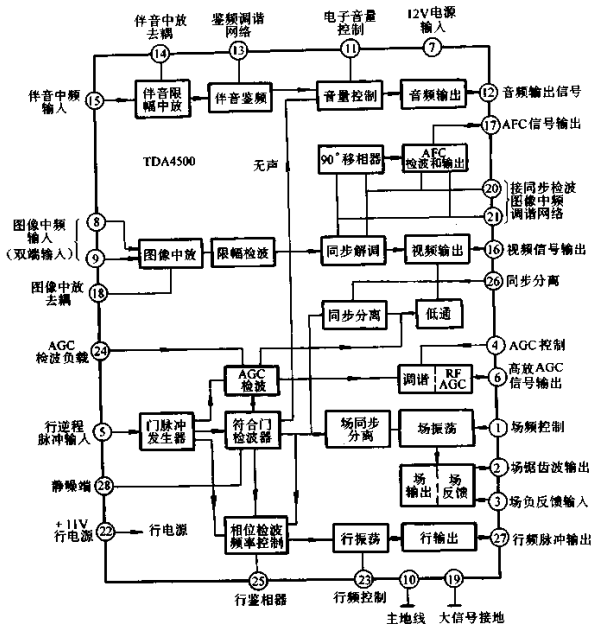 伴音中放
去耦
鉴频调谐
网络
电子音量
控制
12V电源
输入
14
13
11
7
伴音中频
输入
15
伴音限
幅中放
伴音鉴频
音量控制
音频输出
12
音频输出信号
TDA4500
无声
17
AFC信号输出
90°移相器
AFC
检波和输出
20
21
接同步检波
图像中频
调谐网络
图像中频
输入
(双端输入)
8
9
图像中放
限幅检波
同步解调
视频输出
16
视频信号输出
图像中放
去耦
18
26
同步分离
同步分离
低通
AGC
检波负载
24
AGC
检波
4
AGC控制
调谐
RF
AGC
6
高放AGC
信号输出
行逆程
脉冲输入
5
门脉冲
发生器
符合门
检波器
场同步
分离
场振荡
1
场频控制
静噪端
28
场
输出
场
反馈
2
场锯齿波输出
3
场负反馈输入
+11V
行电源
22
行电源
相位检波
频率控制
行振荡
行输出
27
行频脉冲输出
25
23
10
19
行鉴相器
行频控制
主地线
大信号接地